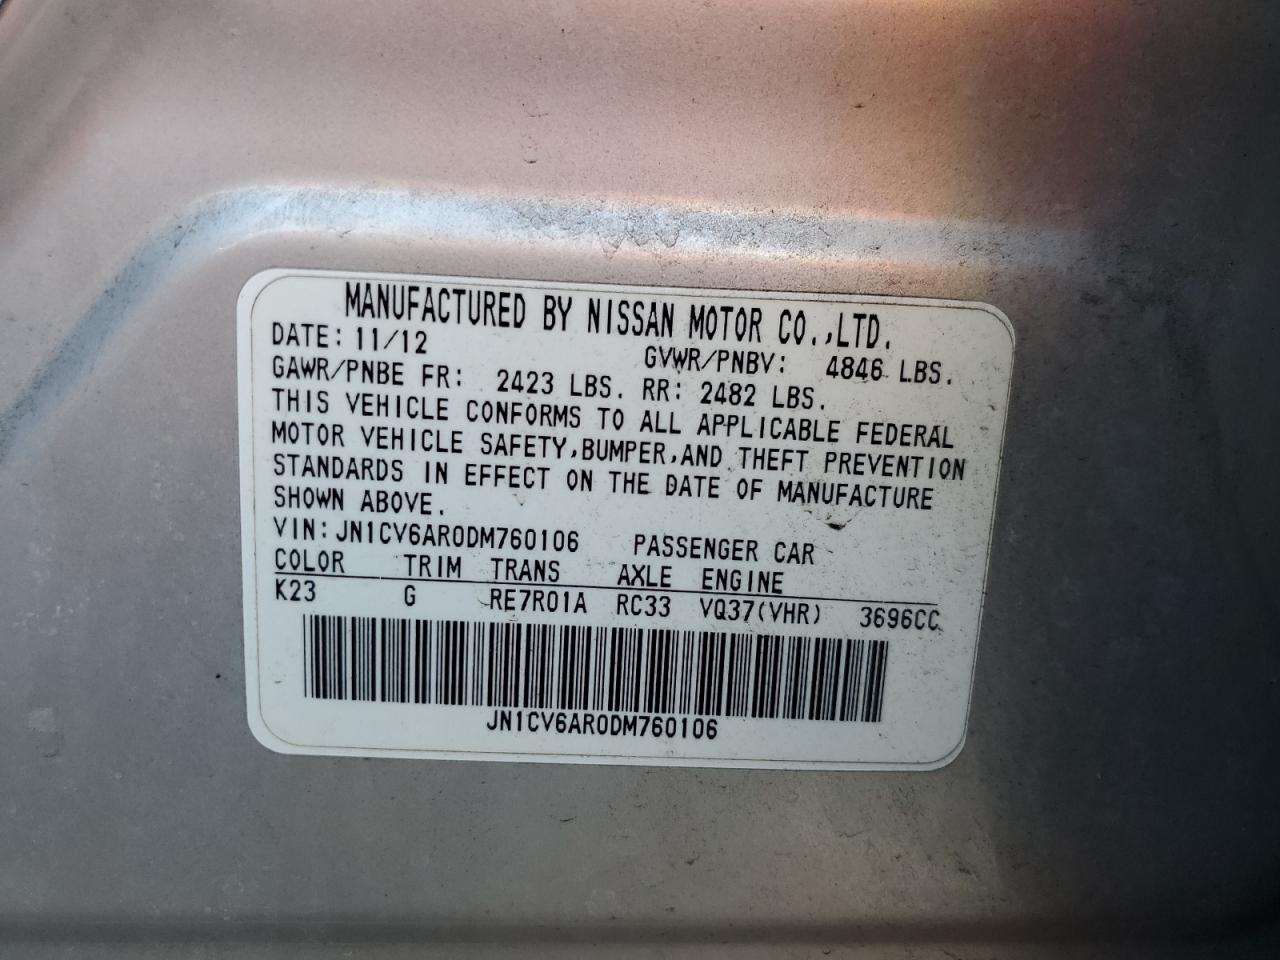 MANUFACTURED BY NISSAN MOTOR CO.,LTD.
DATE: 11/12 GVWR/PNBV: 4846 LBS.
GAWR/PNBE FR: 2423 LBS. RR: 2482 LBS.
THIS VEHICLE CONFORMS TO ALL APPLICABLE FEDERAL
MOTOR VEHICLE SAFETY,BUMPER,AND THEFT PREVENTION
STANDARDS IN EFFECT ON THE DATE OF MANUFACTURE
SHOWN ABOVE.
VIN: JN1CV6AR0DM760106 PASSENGER CAR
COLOR TRIM TRANS AXLE ENGINE
K23 G RE7R01A RC33 VQ37(VHR) 3696CC
JN1CV6AR0DM760106